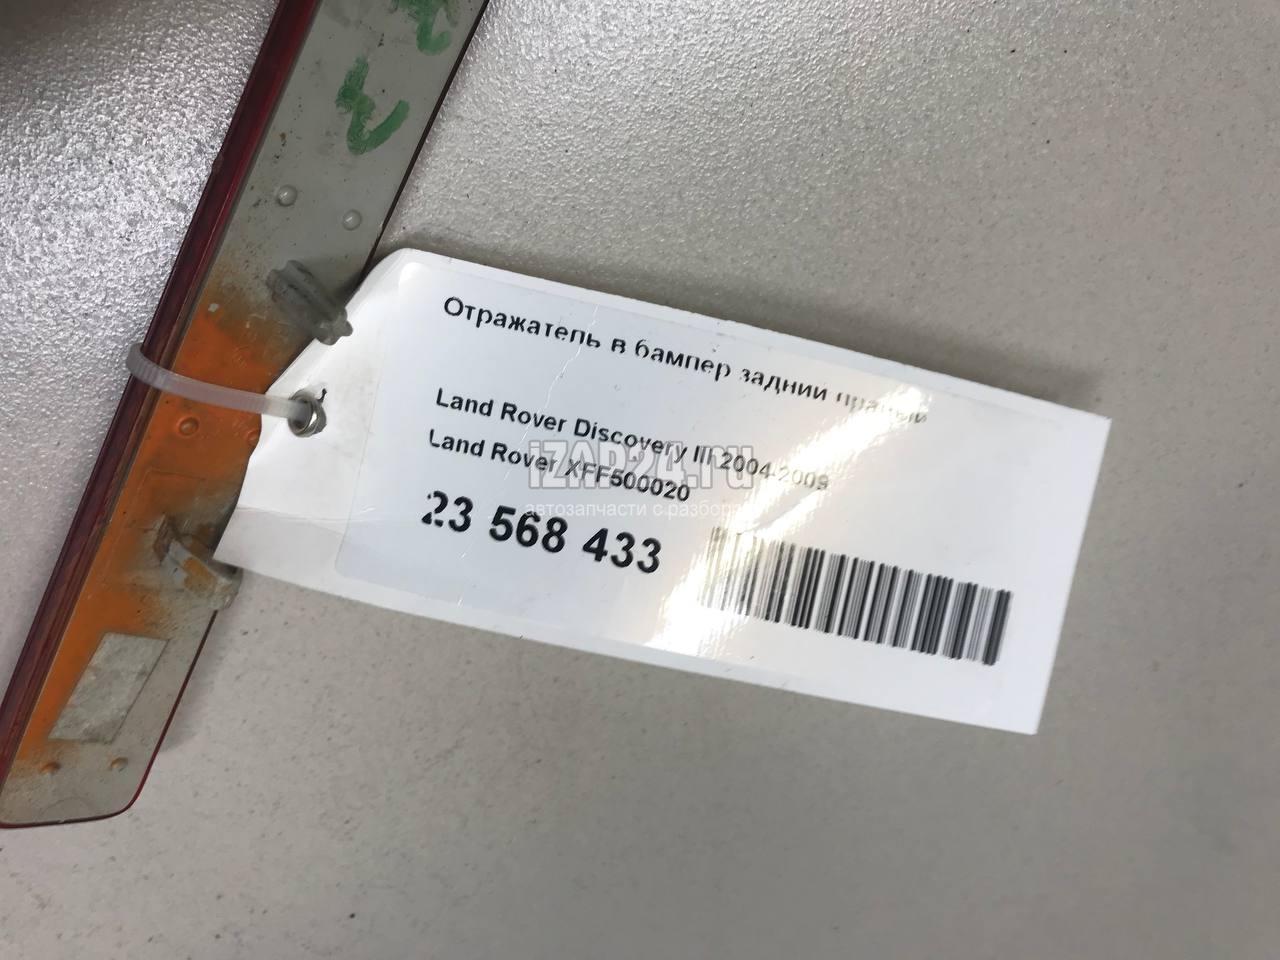 Отражатель в бампер задний правый
Land Rover Discovery III 2004-2009
Land Rover XFF500020
23 568 433
iZAP24.ru
автозапчасти с разбора